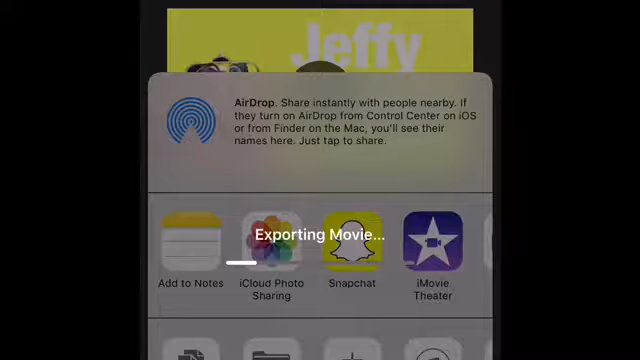 Jeffy
AirDrop. Share instantly with people nearby. If
they turn on AirDrop from Control Center on iOS
or from Finder on the Mac, you'll see their
names here. Just tap to share.
Exporting Movie...
Add to Notes
iCloud Photo
Sharing
Snapchat
iMovie
Theater